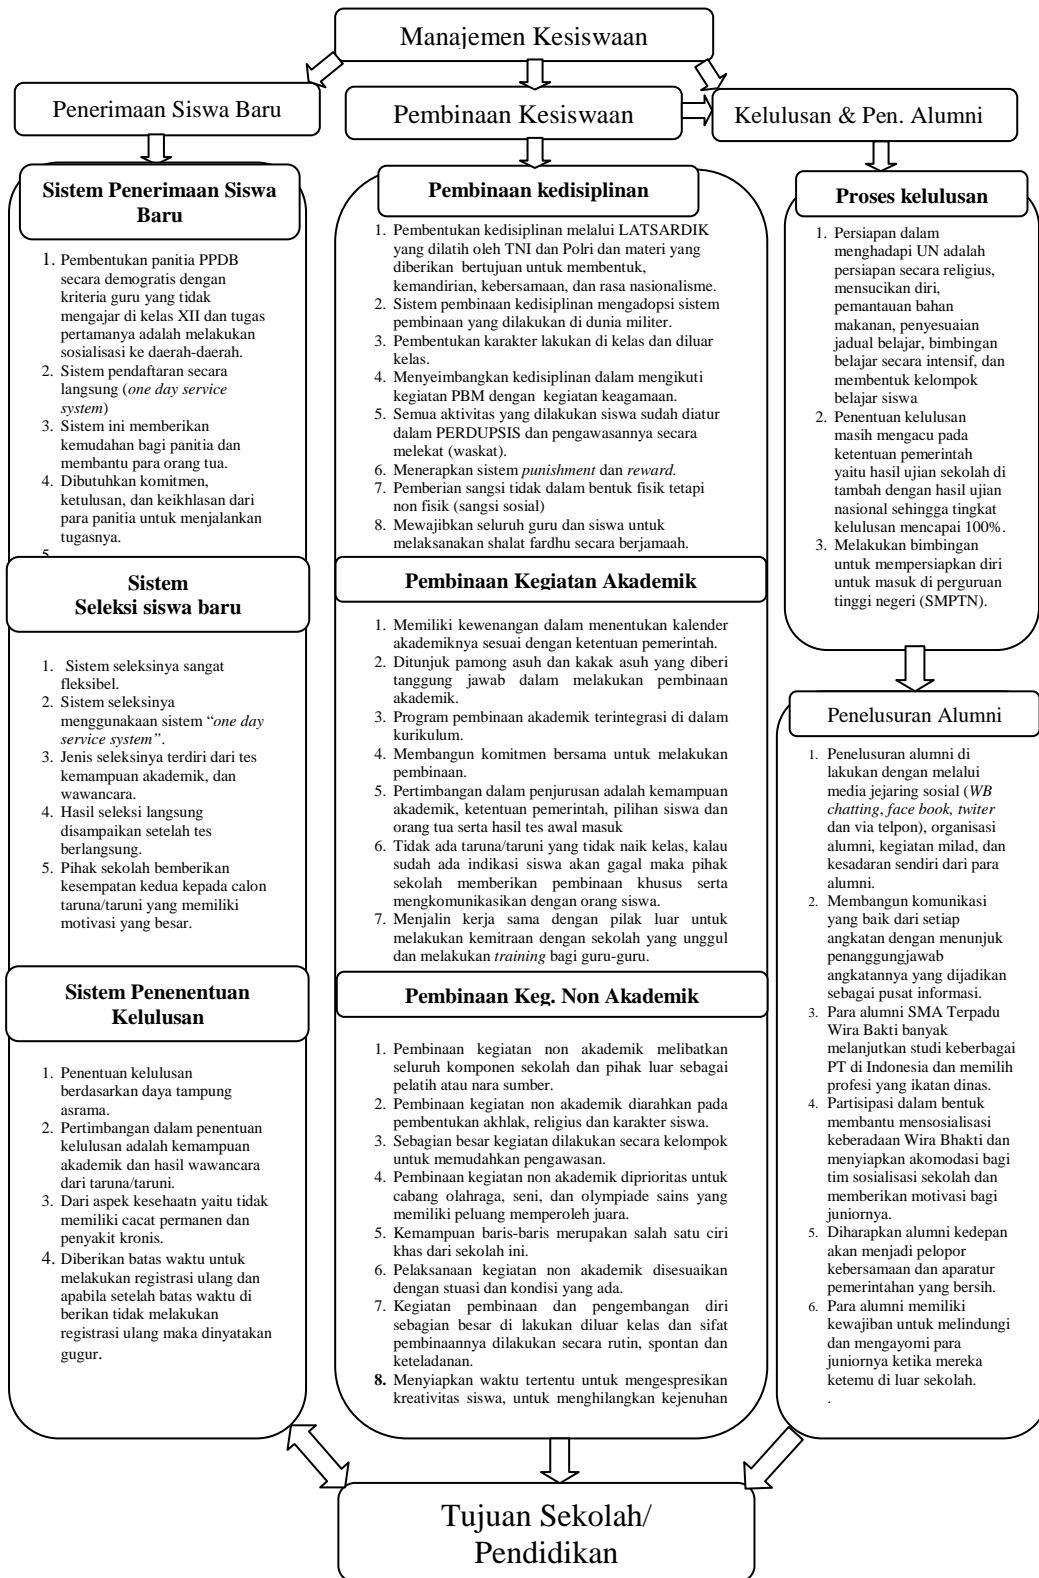 Manajemen Kesiswaan
Penerimaan Siswa Baru
Pembinaan Kesiswaan
Kelulusan & Pen. Alumni
Sistem Penerimaan Siswa
Baru
1. Pembentukan panitia PPDB
secara demografis dengan
kriteria guru yang tidak
mengajar di kelas XII dan tugas
pertamanya adalah melakukan
sosialisasi ke daerah-daerah.
2. Sistem pendaftaran secara
langsung (one day service
system)
3. Sistem ini memberikan
kemudahan bagi panitia dan
membantu para orang tua.
4. Dibutuhkan komitmen,
ketulusan, dan keikhlasan dari
para panitia untuk menjalankan
tugasnya.
5
Sistem
Seleksi siswa baru
1. Sistem seleksinya sangat
fleksibel.
2. Sistem seleksinya
menggunakaan sistem “one day
service system”.
3. Jenis seleksinya terdiri dari tes
kemampuan akademik, dan
wawancara.
4. Hasil seleksi langsung
disampaikan setelah tes
berlangsung.
5. Pihak sekolah bemberikan
kesempatan kedua kepada calon
taruna/taruni yang memiliki
motivasi yang besar.
Sistem Penenentuan
Kelulusan
1. Penentuan kelulusan
berdasarkan daya tampung
asrama.
2. Pertimbangan dalam penentuan
kelulusan adalah kemampuan
akademik dan hasil wawancara
dari taruna/taruni.
3. Dari aspek kesehaatn yaitu tidak
memiliki cacat permanen dan
penyakit kronis.
4. Diberikan batas waktu untuk
melakukan registrasi ulang dan
apabila setelah batas waktu di
berikan tidak melakukan
registrasi ulang maka dinyatakan
gugur.
Pembinaan kedisiplinan
1. Pembentukan kedisiplinan melalui LATSARDIK
yang dilatih oleh TNI dan Polri dan materi yang
diberikan bertujuan untuk membentuk,
kemandirian, kebersamaan, dan rasa nasionalisme.
2. Sistem pembinaan kedisiplinan mengadopsi sistem
pembinaan yang dilakukan di dunia militer.
3. Pembentukan karakter lakukan di kelas dan diluar
kelas.
4. Menyeimbangkan kedisiplinan dalam mengikuti
kegiatan PBM dengan kegiatan keagamaan.
5. Semua aktivitas yang dilakukan siswa sudah diatur
dalam PERDUPSIS dan pengawasannya secara
melekat (waskat).
6. Menerapkan sistem punishment dan reward.
7. Pemberian sangsi tidak dalam bentuk fisik tetapi
non fisik (sangsi sosial)
8. Mewajibkan seluruh guru dan siswa untuk
melaksanakan shalat fardhu secara berjamaah.
Pembinaan Kegiatan Akademik
1. Memiliki kewenangan dalam menentukan kalender
akademiknya sesuai dengan ketentuan pemerintah.
2. Ditunjuk pamong asuh dan kakak asuh yang diberi
tanggung jawab dalam melakukan pembinaan
akademik.
3. Program pembinaan akademik terintegrasi di dalam
kurikulum.
4. Membangun komitmen bersama untuk melakukan
pembinaan.
5. Pertimbangan dalam penjurusan adalah kemampuan
akademik, ketentuan pemerintah, pilihan siswa dan
orang tua serta hasil tes awal masuk
6. Tidak ada taruna/taruni yang tidak naik kelas, kalau
sudah ada indikasi siswa akan gagal maka pihak
sekolah memberikan pembinaan khusus serta
mengkomunikasikan dengan orang siswa.
7. Menjalin kerja sama dengan pilak luar untuk
melakukan kemitraan dengan sekolah yang unggul
dan melakukan training bagi guru-guru.
Pembinaan Keg. Non Akademik
1. Pembinaan kegiatan non akademik melibatkan
seluruh komponen sekolah dan pihak luar sebagai
pelatih atau nara sumber.
2. Pembinaan kegiatan non akademik diarahkan pada
pembentukan akhlak, religius dan karakter siswa.
3. Sebagian besar kegiatan dilakukan secara kelompok
untuk memudahkan pengawasan.
4. Pembinaan kegiatan non akademik diprioritas untuk
cabang olahraga, seni, dan olympiade sains yang
memiliki peluang memperoleh juara.
5. Kemampuan baris-baris merupakan salah satu ciri
khas dari sekolah ini.
6. Pelaksanaan kegiatan non akademik disesuaikan
dengan stuasi dan kondisi yang ada.
7. Kegiatan pembinaan dan pengembangan diri
sebagian besar di lakukan diluar kelas dan sifat
pembinaannya dilakukan secara rutin, spontan dan
keteladanan.
8. Menyiapkan waktu tertentu untuk mengespresikan
kreativitas siswa, untuk menghilangkan kejenuhan
Proses kelulusan
1. Persiapan dalam
menghadapi UN adalah
persiapan secara religius,
mensucikan diri,
pemantauan bahan
makanan, penyesuaian
jadual belajar, bimbingan
belajar secara intensif, dan
membentuk kelompok
belajar siswa
2. Penentuan kelulusan
masih mengacu pada
ketentuan pemerintah
yaitu hasil ujian sekolah di
tambah dengan hasil ujian
nasional sehingga tingkat
kelulusan mencapai 100%.
3. Melakukan bimbingan
untuk mempersiapkan diri
untuk masuk di perguruan
tinggi negeri (SMPTN).
Penelusuran Alumni
1. Penelusuran alumni di
lakukan dengan melalui
media jejaring sosial (WB
chatting, face book, twiter
dan via telpon), organisasi
alumni, kegiatan milad, dan
kesadaran sendiri dari para
alumni.
2. Membangun komunikasi
yang baik dari setiap
angkatan dengan menunjuk
penanggungjawab
angkatannya yang dijadikan
sebagai pusat informasi.
3. Para alumni SMA Terpadu
Wira Bakti banyak
melanjutkan studi keberbagai
PT di Indonesia dan memilih
profesi yang ikatan dinas.
4. Partisipasi dalam bentuk
membantu mensosialisasi
keberadaan Wira Bhakti dan
menyiapkan akomodasi bagi
tim sosialisasi sekolah dan
memberikan motivasi bagi
juniornya.
5. Diharapkan alumni kedepan
akan menjadi pelopor
kebersamaan dan aparatur
pemerintahan yang bersih.
6. Para alumni memiliki
kewajiban untuk melindungi
dan mengayomi para
juniornya ketika mereka
ketemu di luar sekolah.
.
Tujuan Sekolah/
Pendidikan